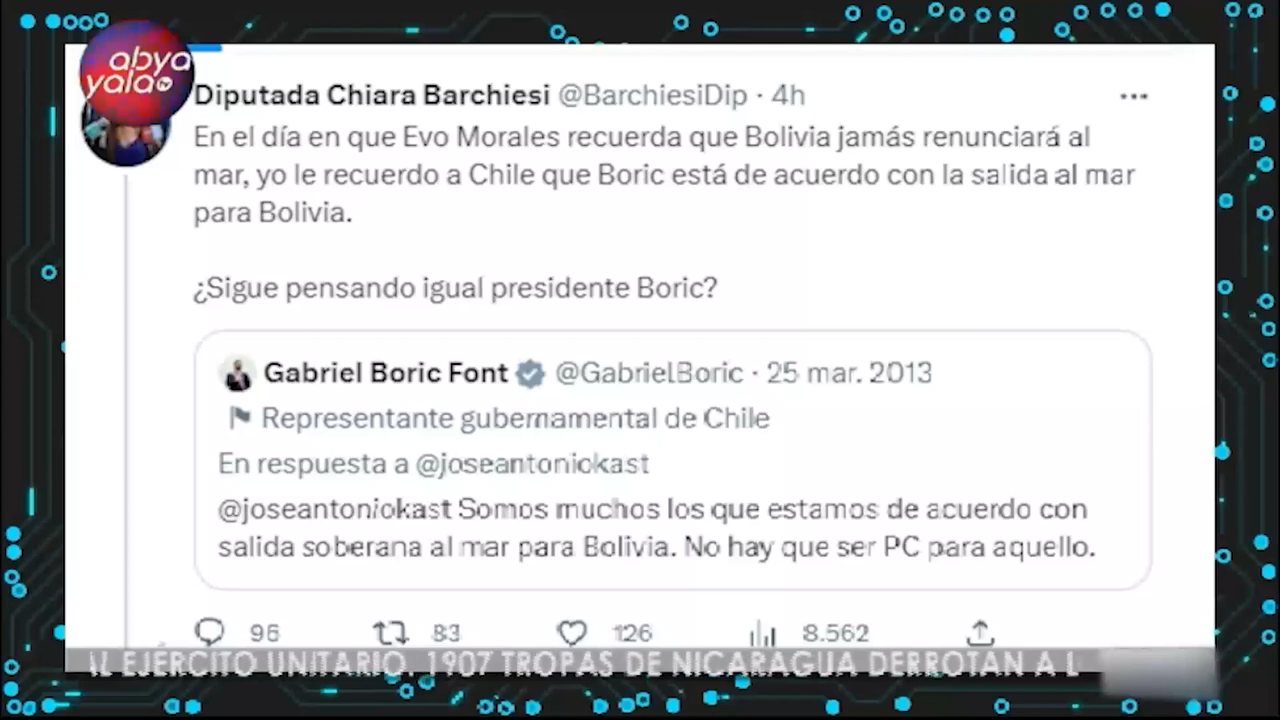 abya
yala tv
Diputada Chiara Barchiesi @BarchiesiDip · 4h
En el día en que Evo Morales recuerda que Bolivia jamás renunciará al
mar, yo le recuerdo a Chile que Boric está de acuerdo con la salida al mar
para Bolivia.
¿Sigue pensando igual presidente Boric?
Gabriel Boric Font @GabrielBoric · 25 mar. 2013
Representante gubernamental de Chile
En respuesta a @joseantoniokast
@joseantoniokast Somos muchos los que estamos de acuerdo con
salida soberana al mar para Bolivia. No hay que ser PC para aquello.
96 83 126 8.562
AL EJÉRCITO UNITARIO. 1907 TROPAS DE NICARAGUA DERROTAN A L